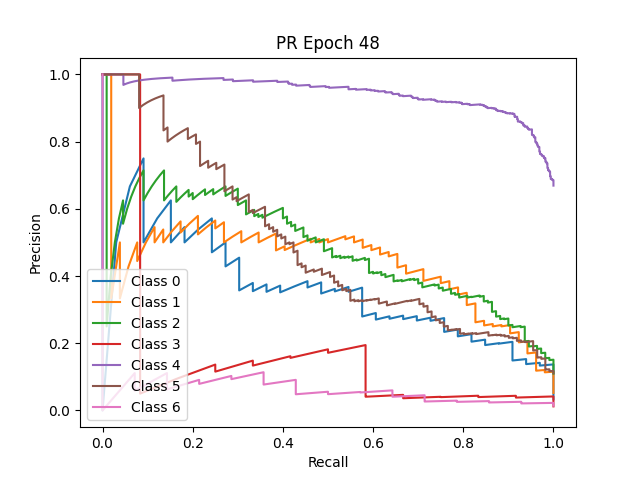 PR Epoch 48
1.0
0.8
0.6
0.4
0.2
0.0
Precision
Class 0
Class 1
Class 2
Class 3
Class 4
Class 5
Class 6
0.0 0.2 0.4 0.6 0.8 1.0
Recall